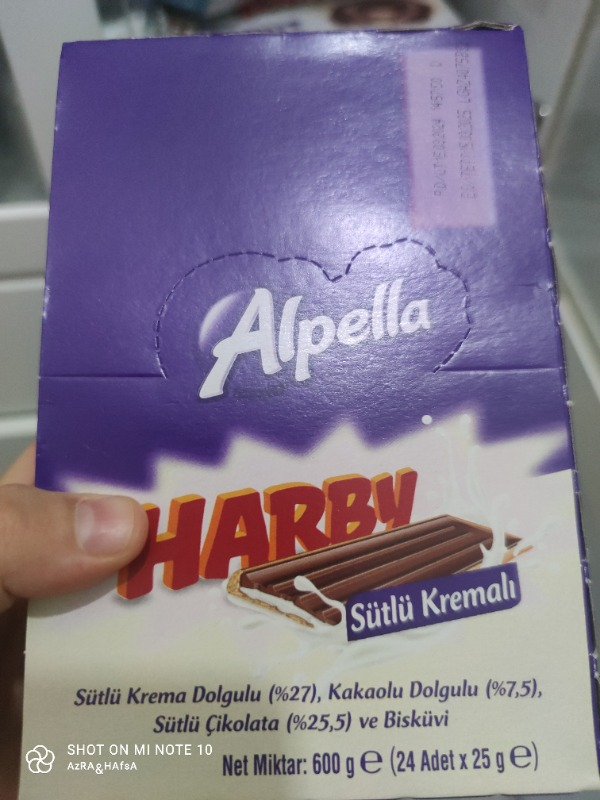 Alpella
HARBY
Sütlü Kremalı
Sütlü Krema Dolgulu (%27), Kakaolu Dolgulu (%7,5),
Sütlü Çikolata (%25,5) ve Bisküvi
Net Miktar: 600 g ℮ (24 Adet x 25 g ℮)
SHOT ON MI NOTE 10
AzRA&HAfsA